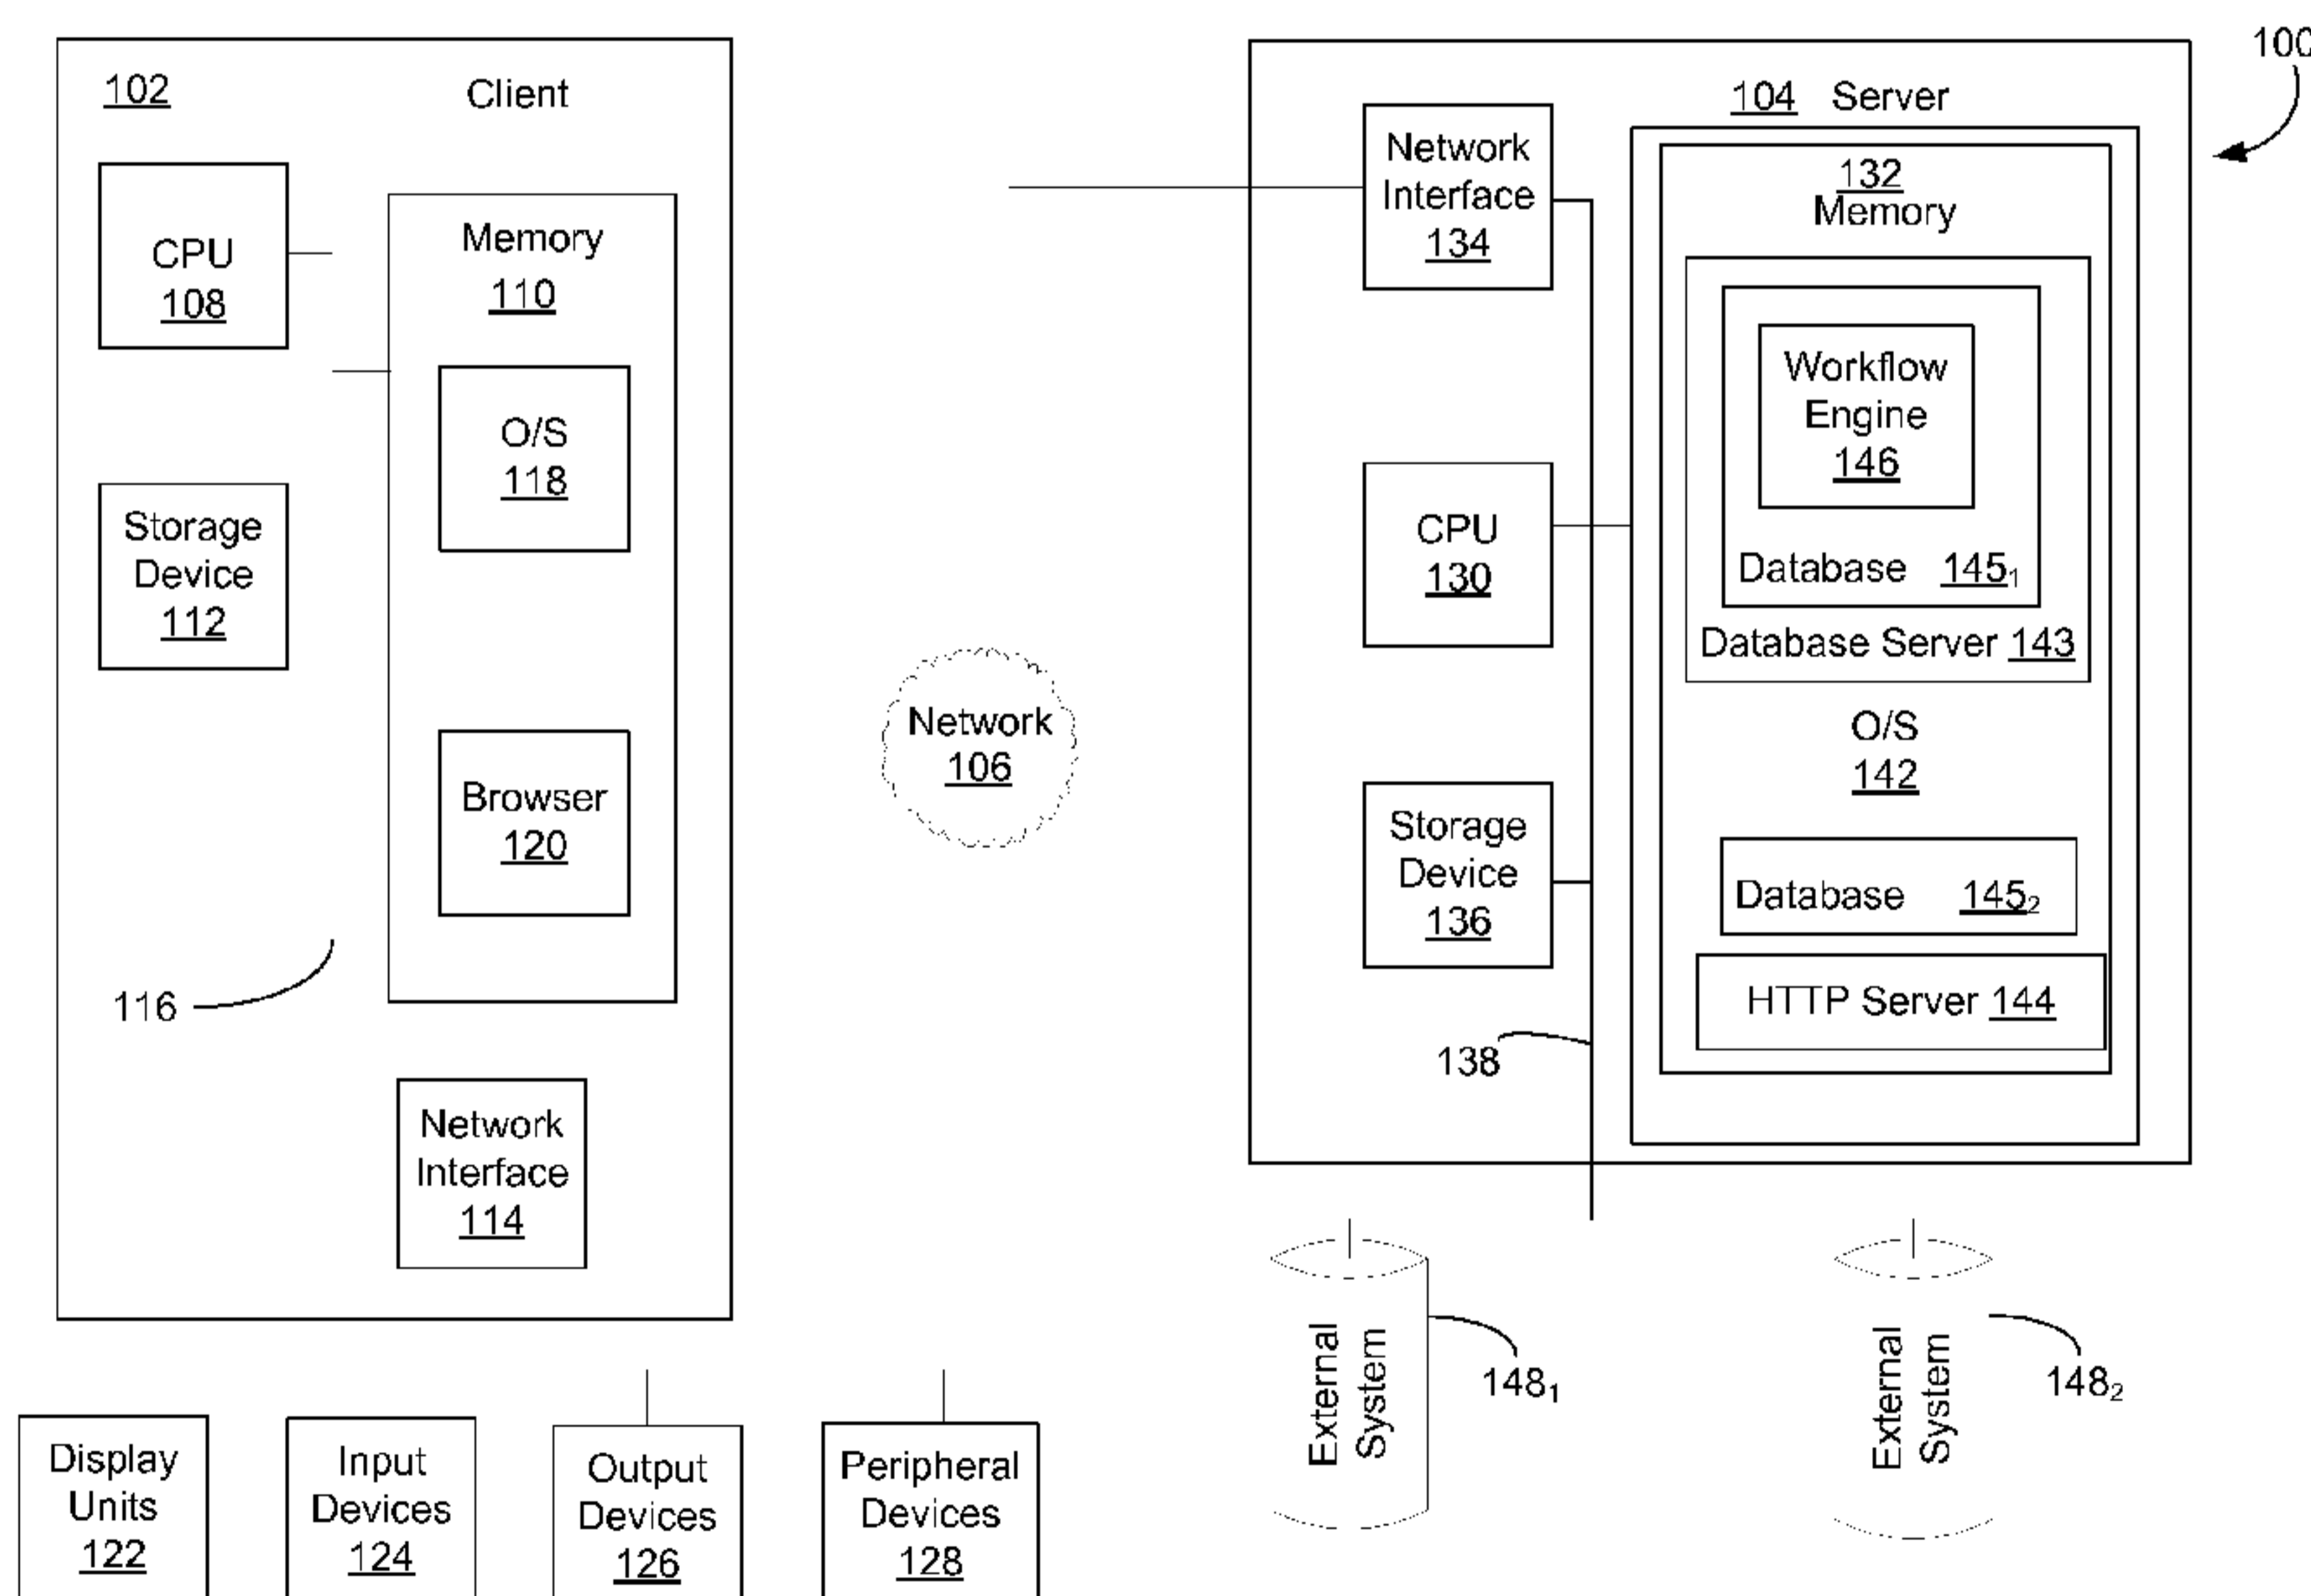 102 Client
CPU
108
Memory
110
O/S
118
Storage
Device
112
Browser
120
116
Network
Interface
114
Display
Units
122
Input
Devices
124
Output
Devices
126
Peripheral
Devices
128
Network
106
100
104 Server
Network
Interface
134
CPU
130
Storage
Device
136
138
132
Memory
Workflow
Engine
146
Database 145₁
Database Server 143
O/S
142
Database 145₂
HTTP Server 144
External
System
148₁
External
System
148₂